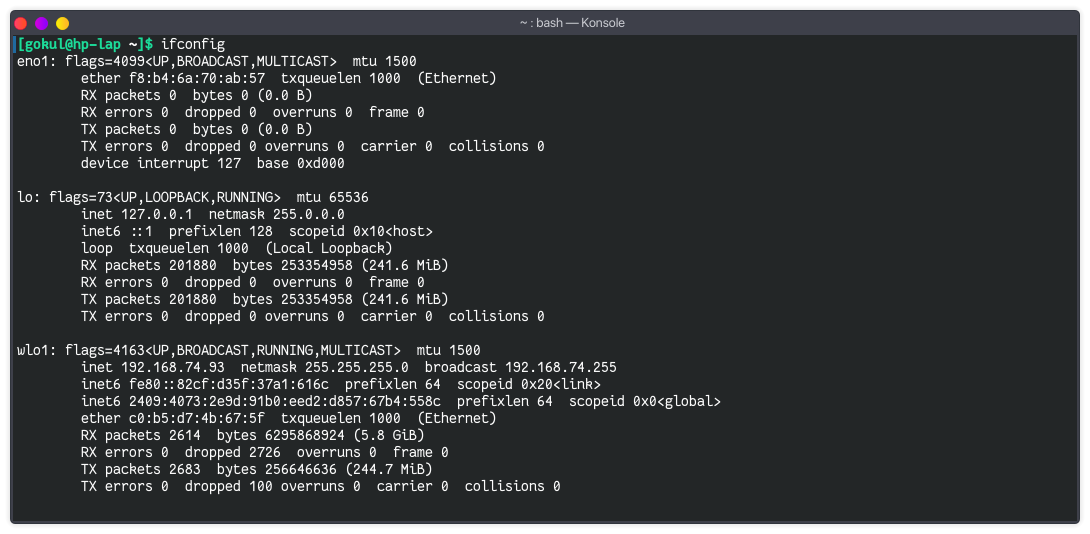 ~ : bash — Konsole
[gokul@hp-lap ~]$ ifconfig
eno1: flags=4099<UP,BROADCAST,MULTICAST>  mtu 1500
        ether f8:b4:6a:70:ab:57  txqueuelen 1000  (Ethernet)
        RX packets 0  bytes 0 (0.0 B)
        RX errors 0  dropped 0  overruns 0  frame 0
        TX packets 0  bytes 0 (0.0 B)
        TX errors 0  dropped 0 overruns 0  carrier 0  collisions 0
        device interrupt 127  base 0xd000

lo: flags=73<UP,LOOPBACK,RUNNING>  mtu 65536
        inet 127.0.0.1  netmask 255.0.0.0
        inet6 ::1  prefixlen 128  scopeid 0x10<host>
        loop  txqueuelen 1000  (Local Loopback)
        RX packets 201880  bytes 253354958 (241.6 MiB)
        RX errors 0  dropped 0  overruns 0  frame 0
        TX packets 201880  bytes 253354958 (241.6 MiB)
        TX errors 0  dropped 0 overruns 0  carrier 0  collisions 0

wlo1: flags=4163<UP,BROADCAST,RUNNING,MULTICAST>  mtu 1500
        inet 192.168.74.93  netmask 255.255.255.0  broadcast 192.168.74.255
        inet6 fe80::82cf:d35f:37a1:616c  prefixlen 64  scopeid 0x20<link>
        inet6 2409:4073:2e9d:91b0:eed2:d857:67b4:558c  prefixlen 64  scopeid 0x0<global>
        ether c0:b5:d7:4b:67:5f  txqueuelen 1000  (Ethernet)
        RX packets 2614  bytes 6295868924 (5.8 GiB)
        RX errors 0  dropped 2726  overruns 0  frame 0
        TX packets 2683  bytes 256646636 (244.7 MiB)
        TX errors 0  dropped 100 overruns 0  carrier 0  collisions 0